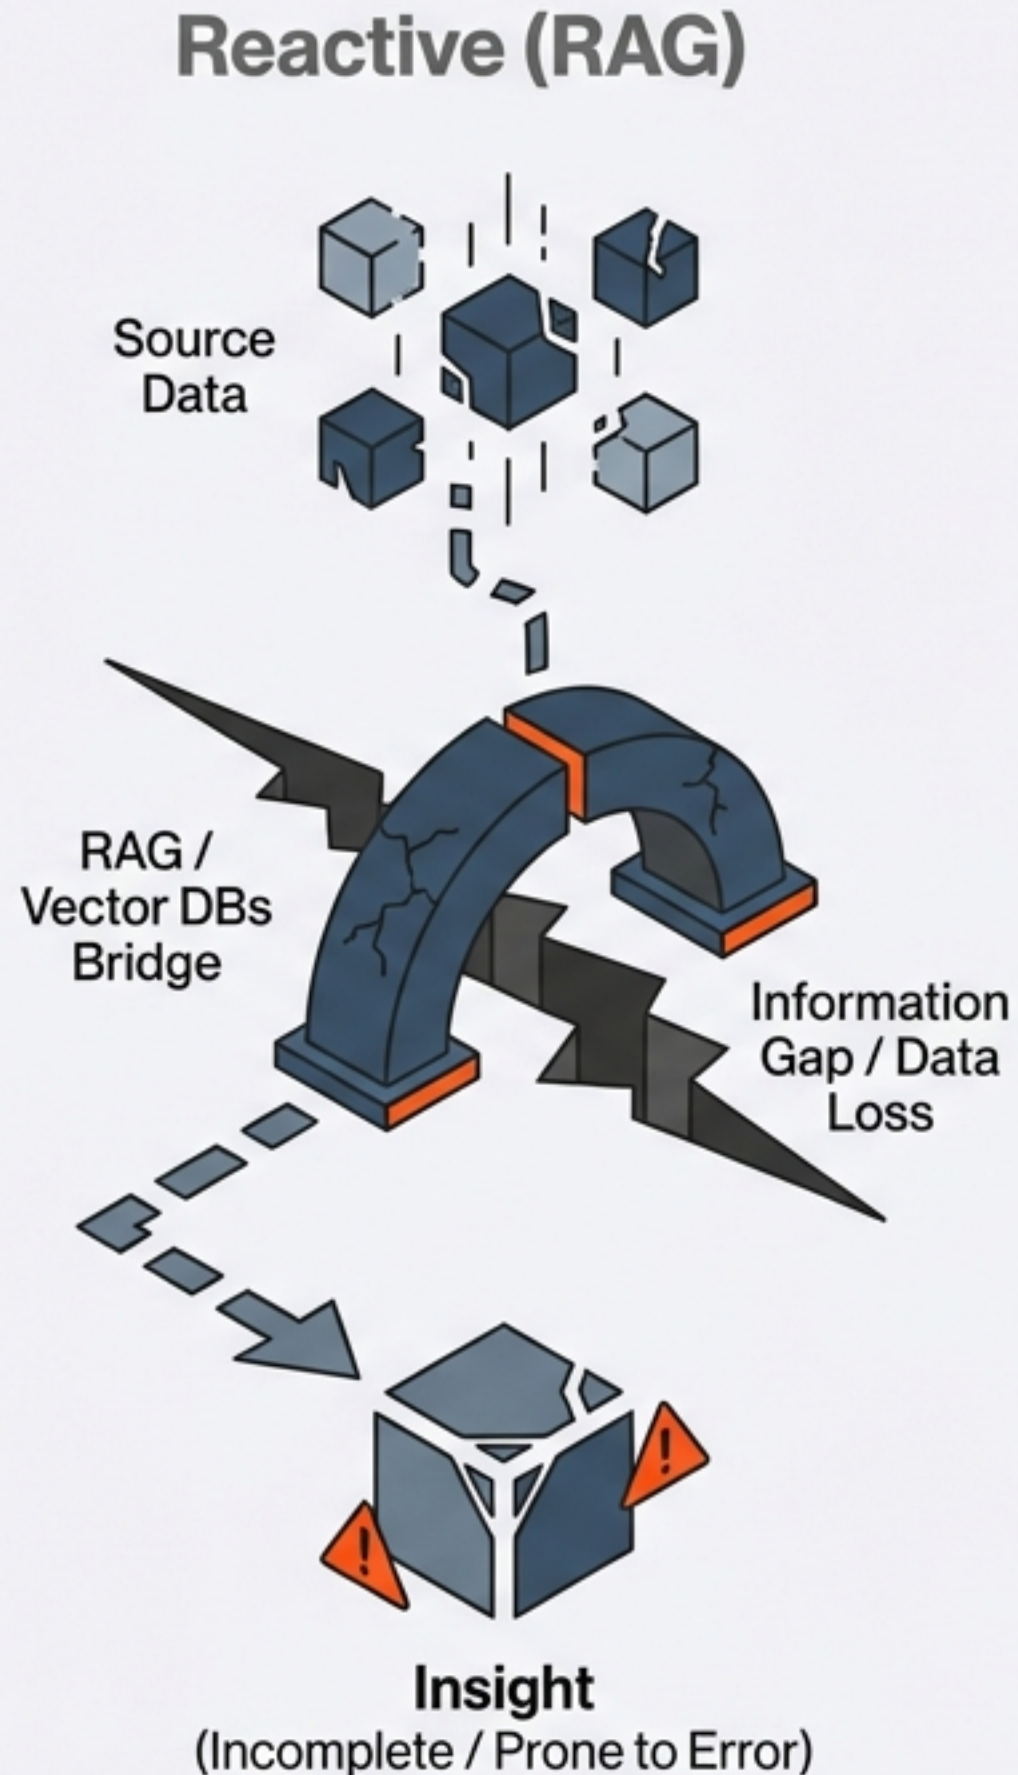 Reactive (RAG)
Source
Data
RAG /
Vector DBs
Bridge
Information
Gap / Data
Loss
Insight
(Incomplete / Prone to Error)